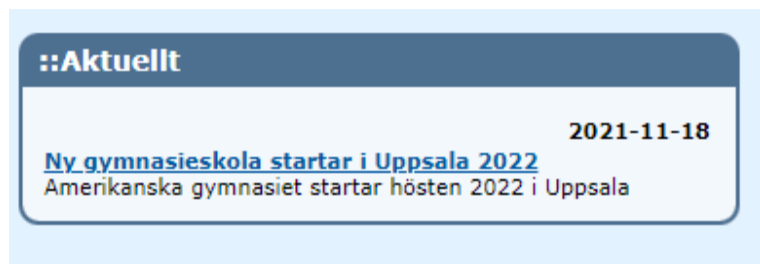 ::Aktuellt
2021-11-18
Ny gymnasieskola startar i Uppsala 2022
Amerikanska gymnasiet startar hösten 2022 i Uppsala